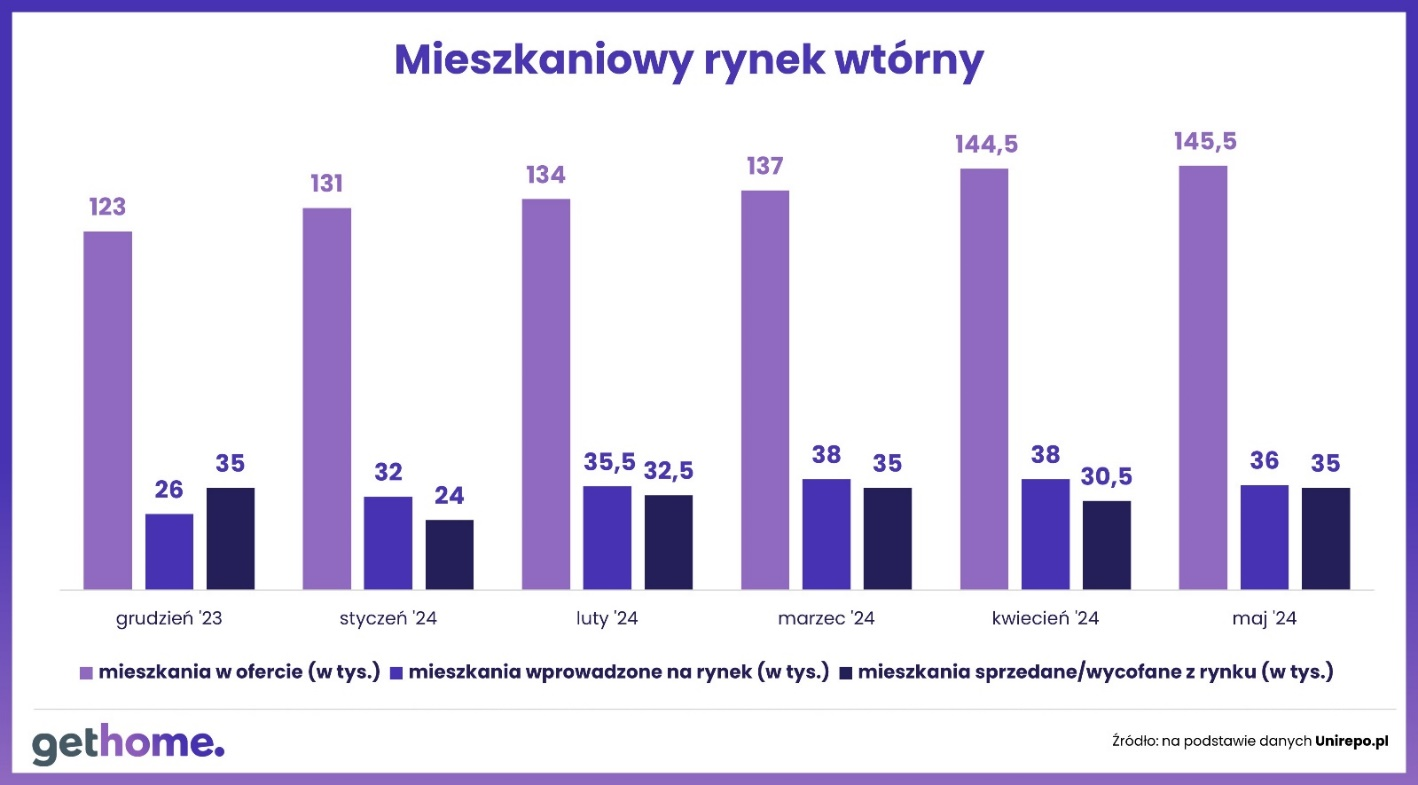 Mieszkaniowy rynek wtórny
123
26
35
131
32
24
134
35,5
32,5
137
38
35
144,5
38
30,5
145,5
36
35
grudzień '23
styczeń '24
luty '24
marzec '24
kwiecień '24
maj '24
mieszkania w ofercie (w tys.) mieszkania wprowadzone na rynek (w tys.) mieszkania sprzedane/wycofane z rynku (w tys.)
gethome.
Źródło: na podstawie danych Unirepo.pl